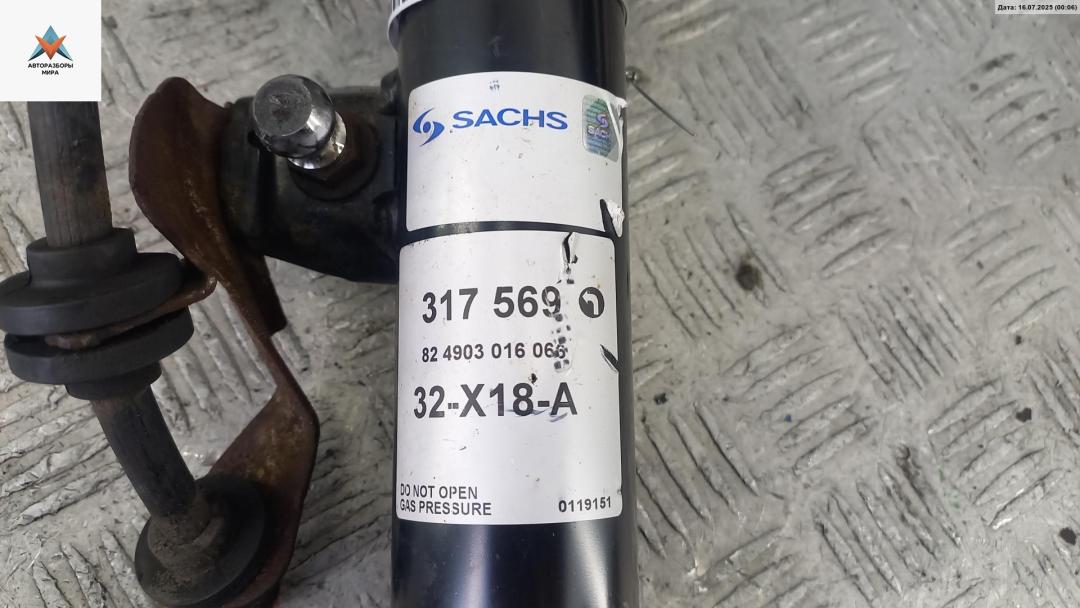 Дата: 16.07.2025 (00:06)
АВТОРАЗБОРЫ
МИРА
SACHS
317 569
82 4903 016 066
32-X18-A
DO NOT OPEN
GAS PRESSURE
0119151